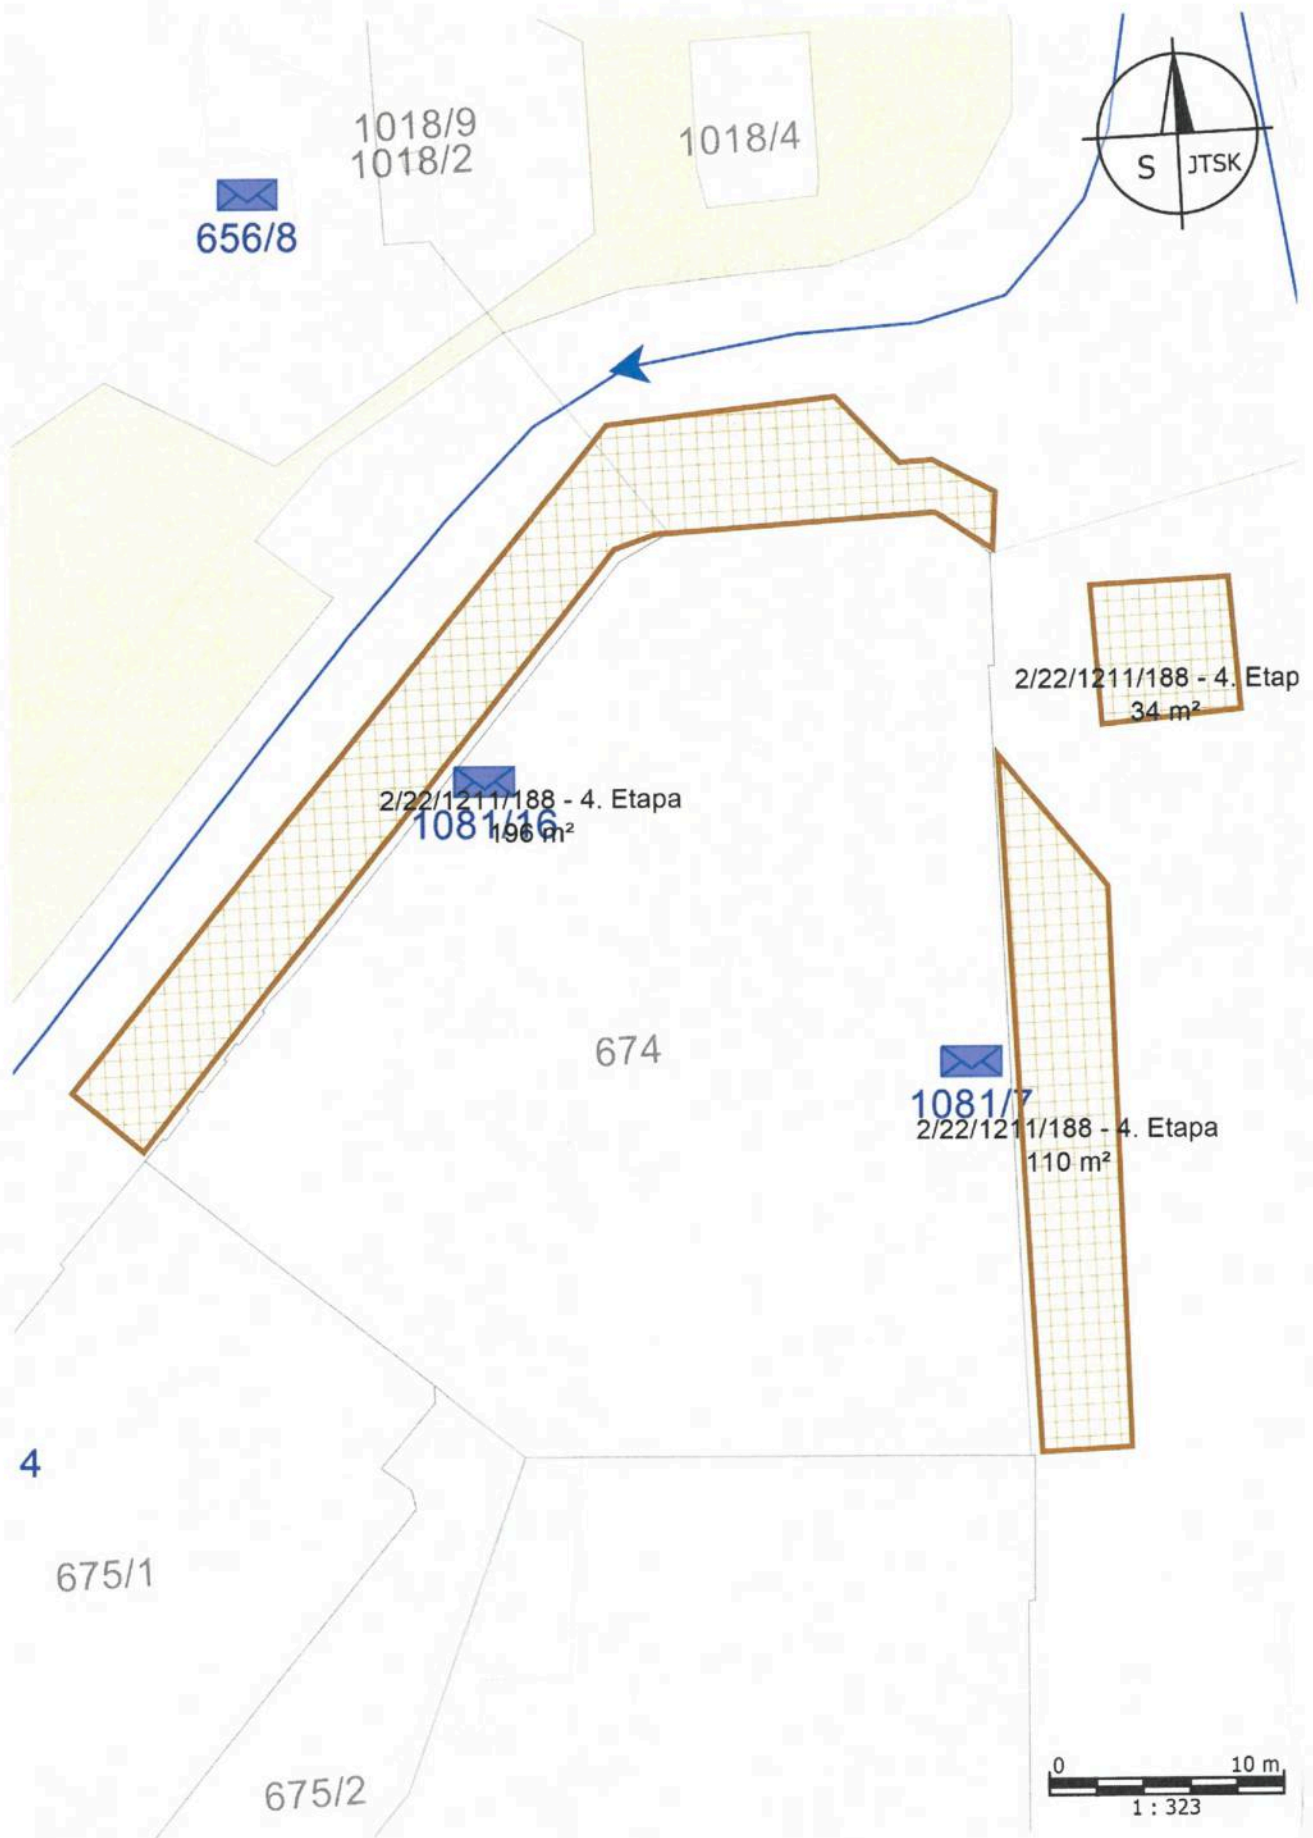 1018/9
1018/2
1018/4
S JTSK
656/8
2/22/1211/188 - 4. Etap
34 m²
2/22/1211/188 - 4. Etapa
1081/16
196 m²
674
1081/7
2/22/1211/188 - 4. Etapa
110 m²
4
675/1
675/2
0 10 m
1 : 323